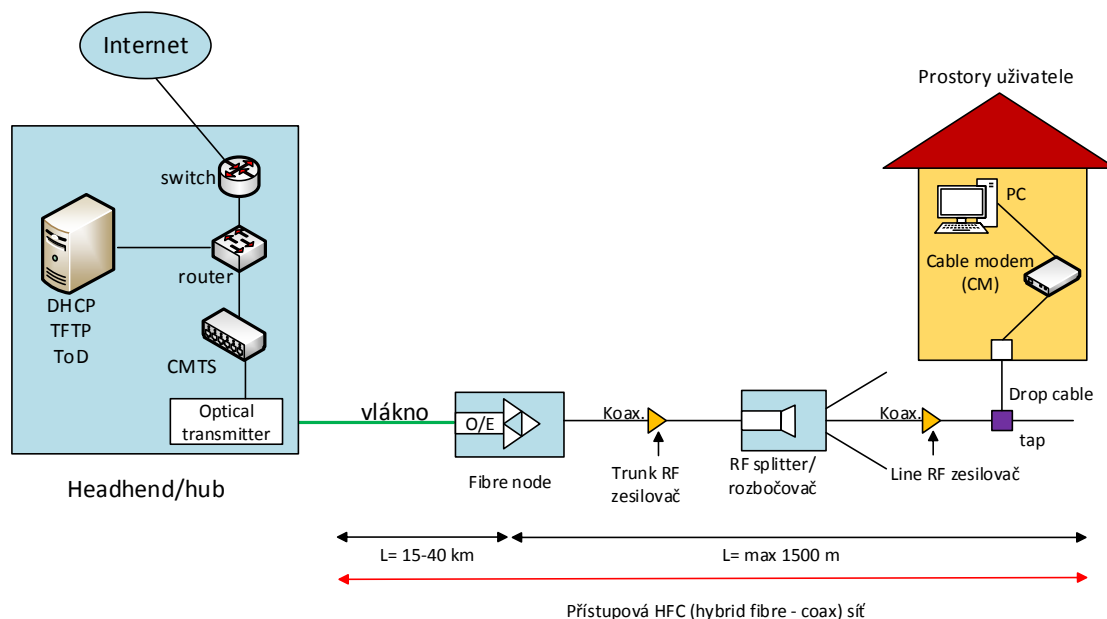 Internet
Prostory uživatele
switch
PC
router
Cable modem
(CM)
DHCP
TFTP
ToD
CMTS
Optical
transmitter
vlákno
O/E
Koax.
Koax.
Drop cable
tap
Headhend/hub
Fibre node
Trunk RF
zesilovač
RF splitter/
rozbočovač
Line RF zesilovač
L= 15-40 km
L= max 1500 m
Přístupová HFC (hybrid fibre - coax) síť